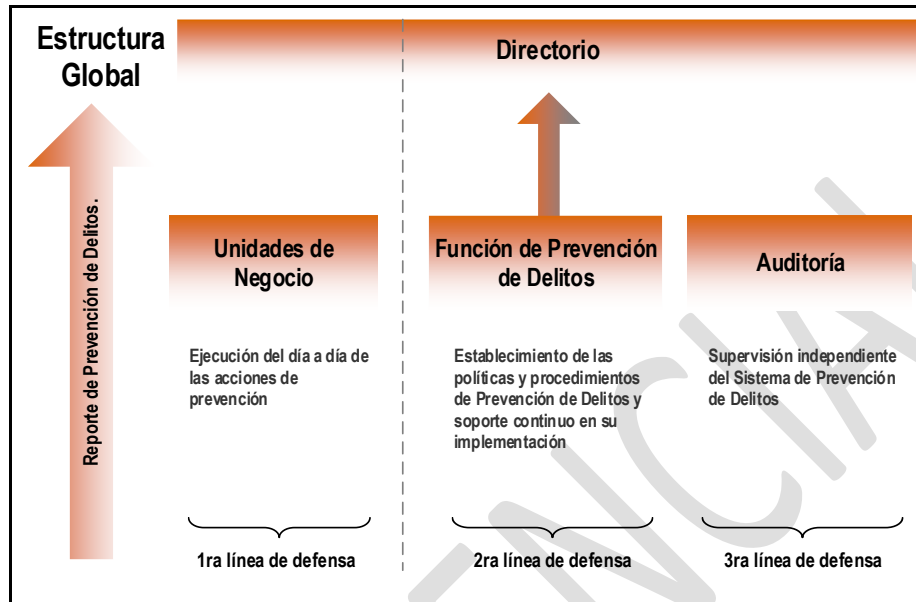 Estructura
Global
Directorio
Reporte de Prevención de Delitos.
Unidades de
Negocio
Ejecución del día a día de
las acciones de
prevención
1ra línea de defensa
Función de Prevención
de Delitos
Establecimiento de las
políticas y procedimientos
de Prevención de Delitos y
soporte continuo en su
implementación
2ra línea de defensa
Auditoría
Supervisión independiente
del Sistema de Prevención
de Delitos
3ra línea de defensa
ENCIA